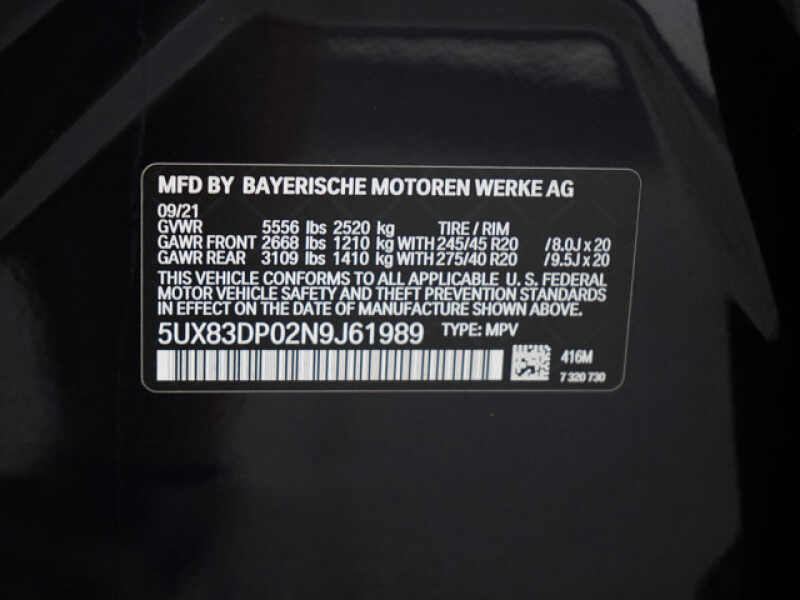 MFD BY BAYERISCHE MOTOREN WERKE AG
09/21
GVWR 5556 lbs 2520 kg TIRE / RIM
GAWR FRONT 2668 lbs 1210 kg WITH 245/45 R20 /8.0J x 20
GAWR REAR 3109 lbs 1410 kg WITH 275/40 R20 /9.5J x 20
THIS VEHICLE CONFORMS TO ALL APPLICABLE U. S. FEDERAL
MOTOR VEHICLE SAFETY AND THEFT PREVENTION STANDARDS
IN EFFECT ON THE DATE OF MANUFACTURE SHOWN ABOVE.
5UX83DP02N9J61989 TYPE: MPV
416M
7 320 730